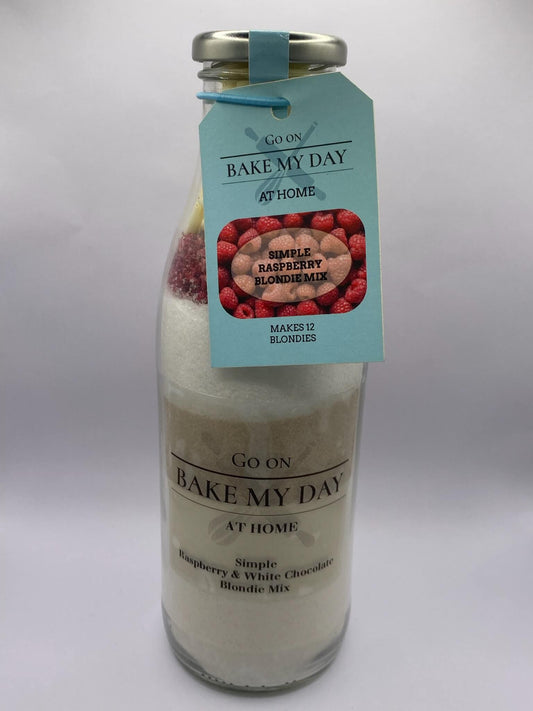 Go on
BAKE MY DAY
AT HOME
SIMPLE
RASPBERRY
BLONDIE MIX
MAKES 12
BLONDIES
Go on
BAKE MY DAY
AT HOME
Simple
Raspberry & White Chocolate
Blondie Mix